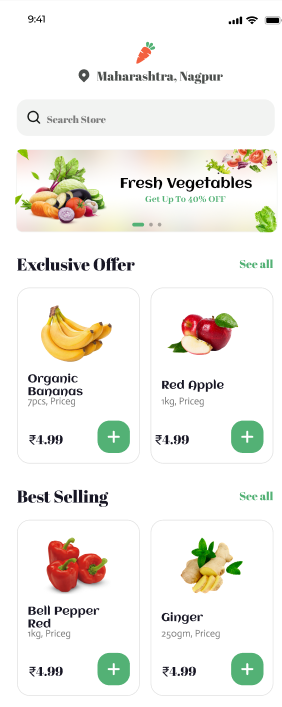 9:41
Maharashtra, Nagpur
Search Store
Fresh Vegetables
Get Up To 40% OFF
Exclusive Offer
See all
Organic
Bananas
7pcs, Priceg
₹4.99
Red Apple
1kg, Priceg
₹4.99
Best Selling
See all
Bell Pepper
Red
1kg, Priceg
₹4.99
Ginger
250gm, Priceg
₹4.99